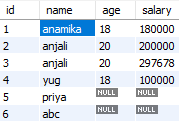 id name age salary
1 anamika 18 180000
2 anjali 20 200000
3 anjali 20 297678
4 yug 18 100000
5 priya NULL NULL
6 abc NULL NULL